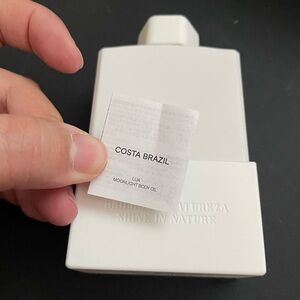 COSTA BRAZIL
LUA
MOONLIGHT BODY OIL
SHINE IN NATURE